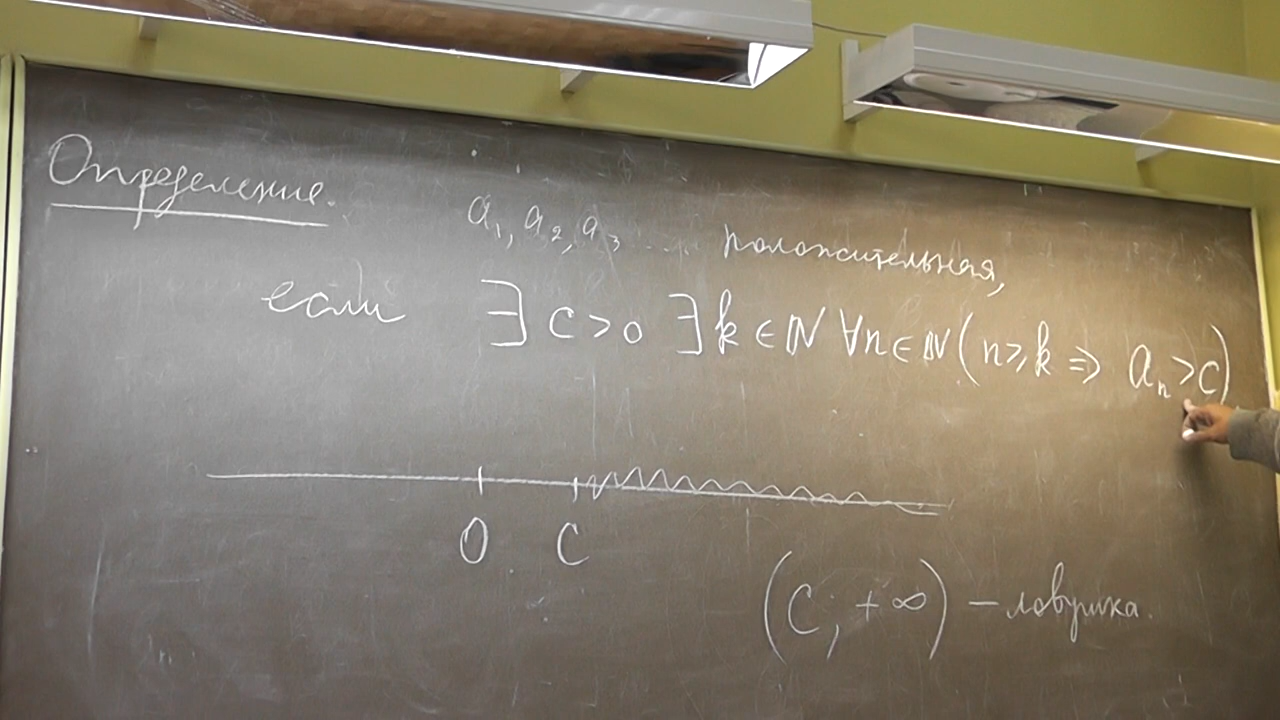 Определение. a₁, a₂, a₃ ... положительная,
если ∃ c>0 ∃ k ∈ ℕ ∀n ∈ ℕ (n ⩾ k ⇒ aₙ > c)
0 C
(C; +∞) – ловушка.